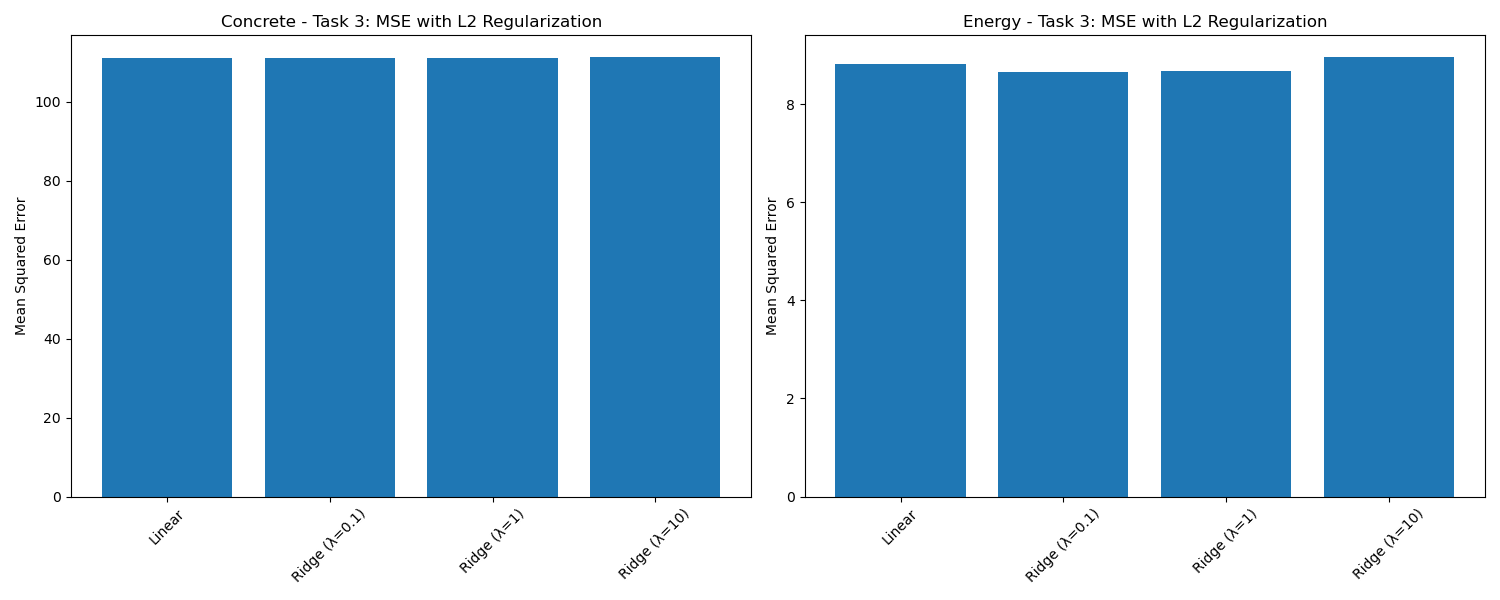 Concrete - Task 3: MSE with L2 Regularization
Mean Squared Error
100
80
60
40
20
0
Linear
Ridge (λ=0.1)
Ridge (λ=1)
Ridge (λ=10)
Energy - Task 3: MSE with L2 Regularization
Mean Squared Error
8
6
4
2
0
Linear
Ridge (λ=0.1)
Ridge (λ=1)
Ridge (λ=10)